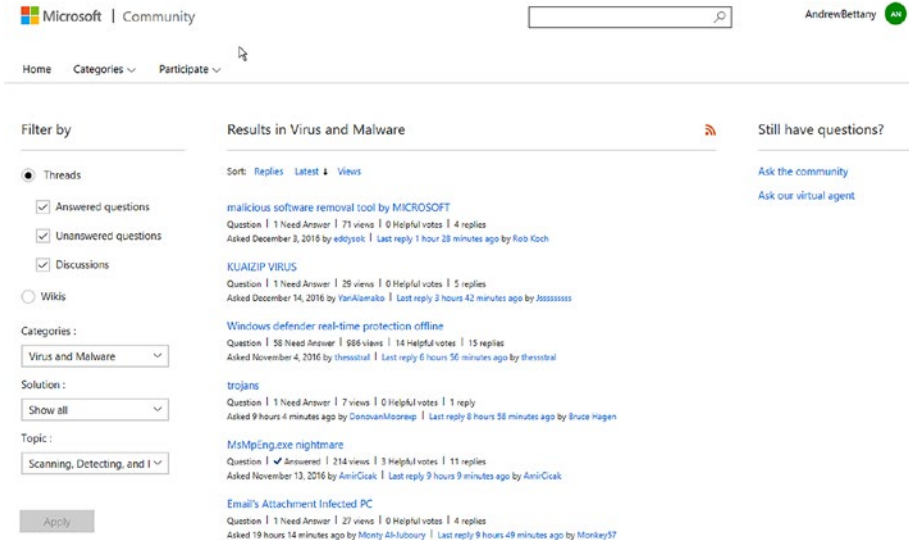 Microsoft | Community
AndrewBettany AN
Home Categories Participate
Filter by
Threads
Answered questions
Unanswered questions
Discussions
Wikis
Categories :
Virus and Malware
Solution :
Show all
Topic :
Scanning, Detecting, and I
Apply
Results in Virus and Malware
Sort: Replies Latest Views
malicious software removal tool by MICROSOFT
Question | 1 Need Answer | 71 views | 0 Helpful votes | 4 replies
Asked December 3, 2016 by eddysok | Last reply 1 hour 28 minutes ago by Rob Koch
KUAIZIP VIRUS
Question | 1 Need Answer | 29 views | 0 Helpful votes | 5 replies
Asked December 14, 2016 by YanAlamako | Last reply 3 hours 42 minutes ago by
Windows defender real-time protection offline
Question | 58 Need Answer | 986 views | 14 Helpful votes | 15 replies
Asked November 4, 2016 by thessstral | Last reply 6 hours 56 minutes ago by thessstral
trojans
Question | 1 Need Answer | 7 views | 0 Helpful votes | 1 reply
Asked 9 hours 4 minutes ago by DonovanMoorexp | Last reply 8 hours 58 minutes ago by Bruce Hagen
MsMpEng.exe nightmare
Question | Answered | 214 views | 3 Helpful votes | 11 replies
Asked November 13, 2016 by AmirCicak | Last reply 9 hours 9 minutes ago by AmirCicak
Email's Attachment Infected PC
Question | 1 Need Answer | 27 views | 0 Helpful votes | 4 replies
Asked 19 hours 14 minutes ago by Monty Al-Juboury | Last reply 9 hours 49 minutes ago by Monkey57
Still have questions?
Ask the community
Ask our virtual agent